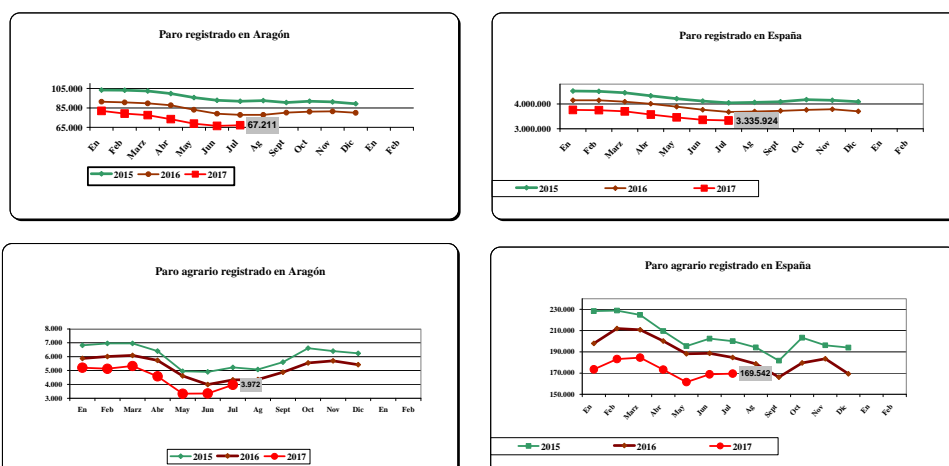 Paro registrado en Aragón
105.000
85.000
65.000
67.211
En Feb Marz Abr May Jun Jul Ag Sept Oct Nov Dic En Feb
2015 2016 2017
Paro registrado en España
4.000.000
3.000.000
3.335.924
En Feb Marz Abr May Jun Jul Ag Sept Oct Nov Dic En Feb
2015 2016 2017
Paro agrario registrado en Aragón
8.000
7.000
6.000
5.000
4.000
3.000
3.972
En Feb Marz Abr May Jun Jul Ag Sept Oct Nov Dic En Feb
2015 2016 2017
Paro agrario registrado en España
230.000
210.000
190.000
170.000
150.000
169.542
En Feb Marz Abr May Jun Jul Ag Sept Oct Nov Dic En Feb
2015 2016 2017